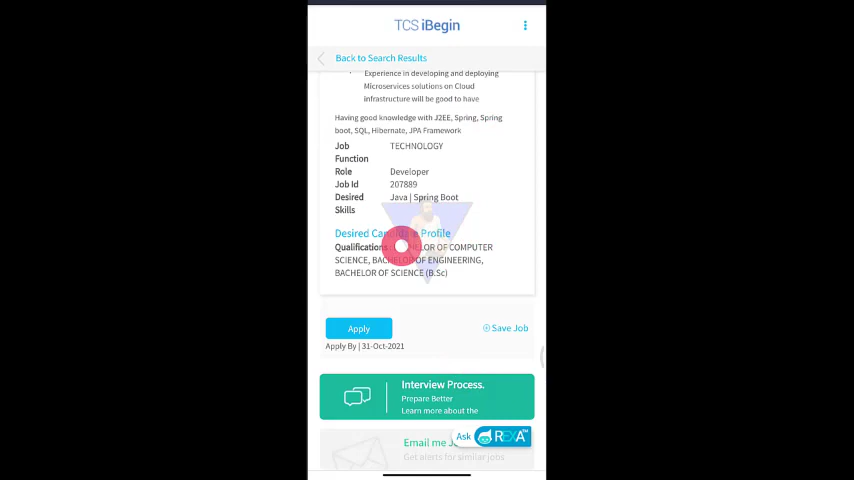 TCS iBegin
Back to Search Results
Experience in developing and deploying
Microservices solutions on Cloud
infrastructure will be good to have
Having good knowledge with J2EE, Spring, Spring
boot, SQL, Hibernate, JPA Framework
Job Function TECHNOLOGY
Role Developer
Job Id 207889
Desired Skills Java | Spring Boot
Desired Profile
Qualifications OF COMPUTER
SCIENCE, BACHELOR OF ENGINEERING,
BACHELOR OF SCIENCE (B.Sc)
Apply
Save Job
Apply By | 31-Oct-2021
Interview Process.
Prepare Better
Learn more about the
Ask REXA™
Email me
Get alerts for similar jobs